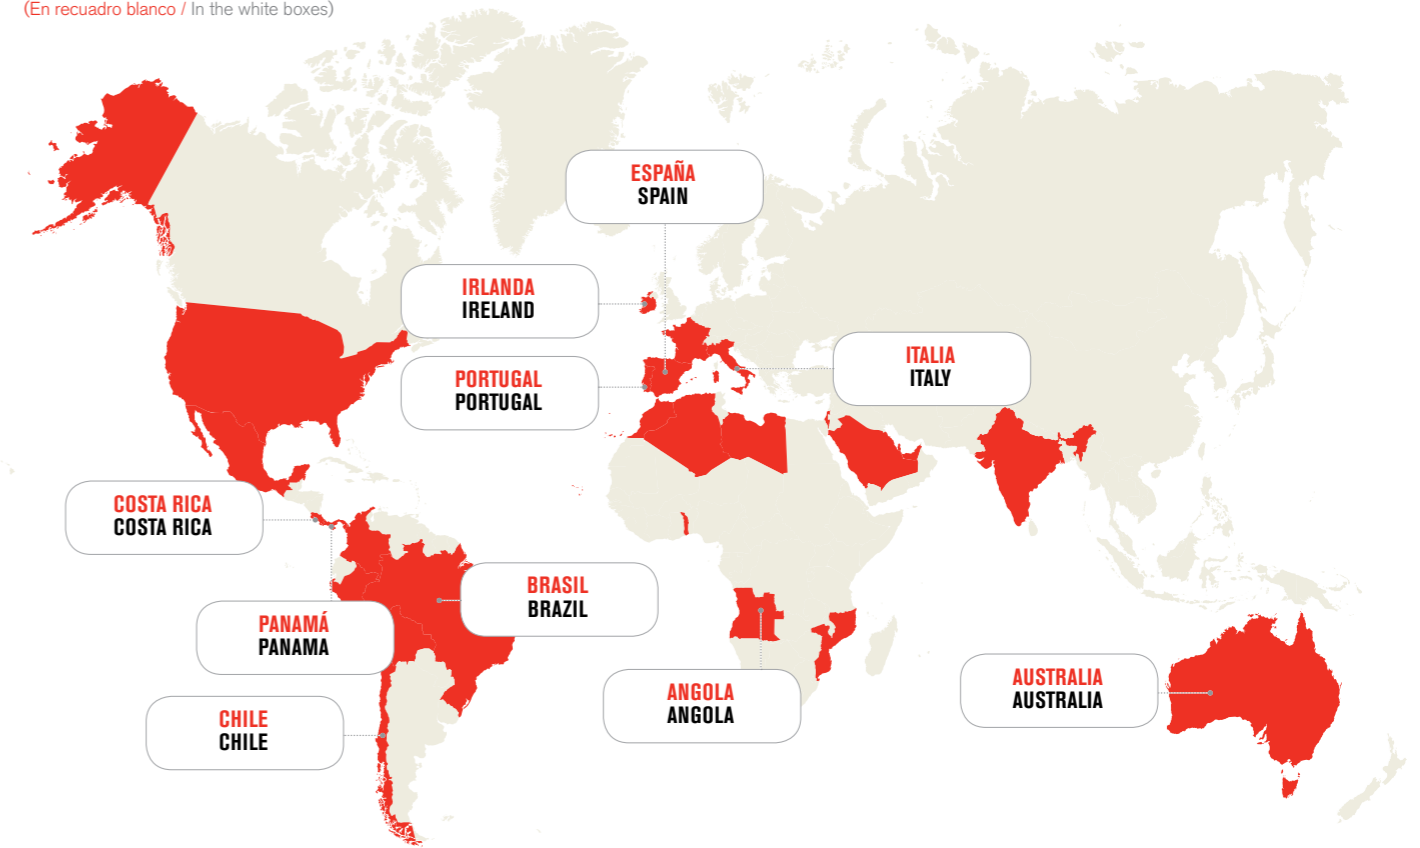 (En recuadro blanco / In the white boxes)
ESPAÑA
SPAIN
IRLANDA
IRELAND
ITALIA
ITALY
PORTUGAL
PORTUGAL
COSTA RICA
COSTA RICA
BRASIL
BRAZIL
PANAMÁ
PANAMA
ANGOLA
ANGOLA
AUSTRALIA
AUSTRALIA
CHILE
CHILE